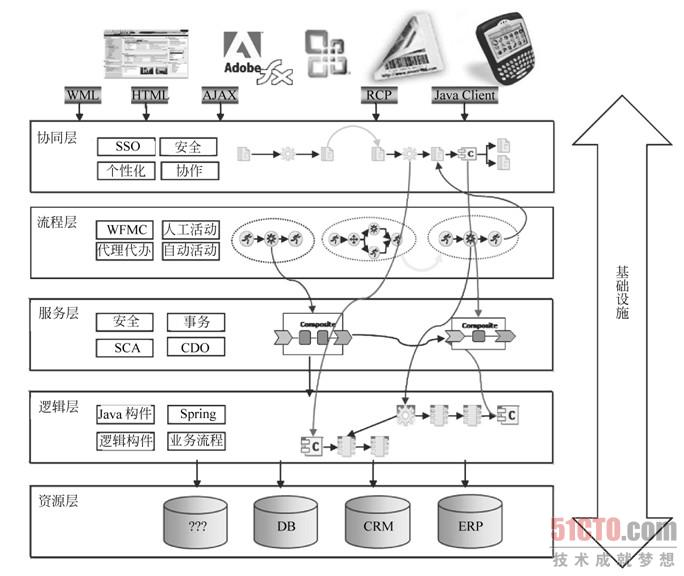 Adobe fx
WML HTML AJAX RCP Java Client
协同层
SSO 安全
个性化 协作
C
流程层
WFMC 人工活动
代理代办 自动活动
服务层
安全 事务
SCA CDO
Composite Composite
逻辑层
Java 构件 Spring
逻辑构件 业务流程
C
C
资源层
??? DB CRM ERP
基础设施
51CTO.com
技术成就梦想